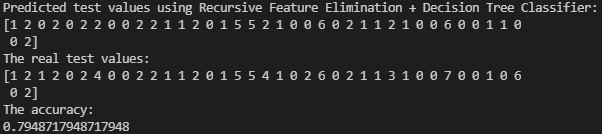 Predicted test values using Recursive Feature Elimination + Decision Tree Classifier:
[1 2 0 2 0 2 2 0 0 2 2 1 1 2 0 1 5 5 2 1 0 0 6 0 2 1 1 2 1 0 0 6 0 0 1 1 0
0 2]
The real test values:
[1 2 1 2 0 2 4 0 0 2 2 1 1 2 0 1 5 5 4 1 0 2 6 0 2 1 1 3 1 0 0 7 0 0 1 0 6
0 2]
The accuracy:
0.7948717948717948